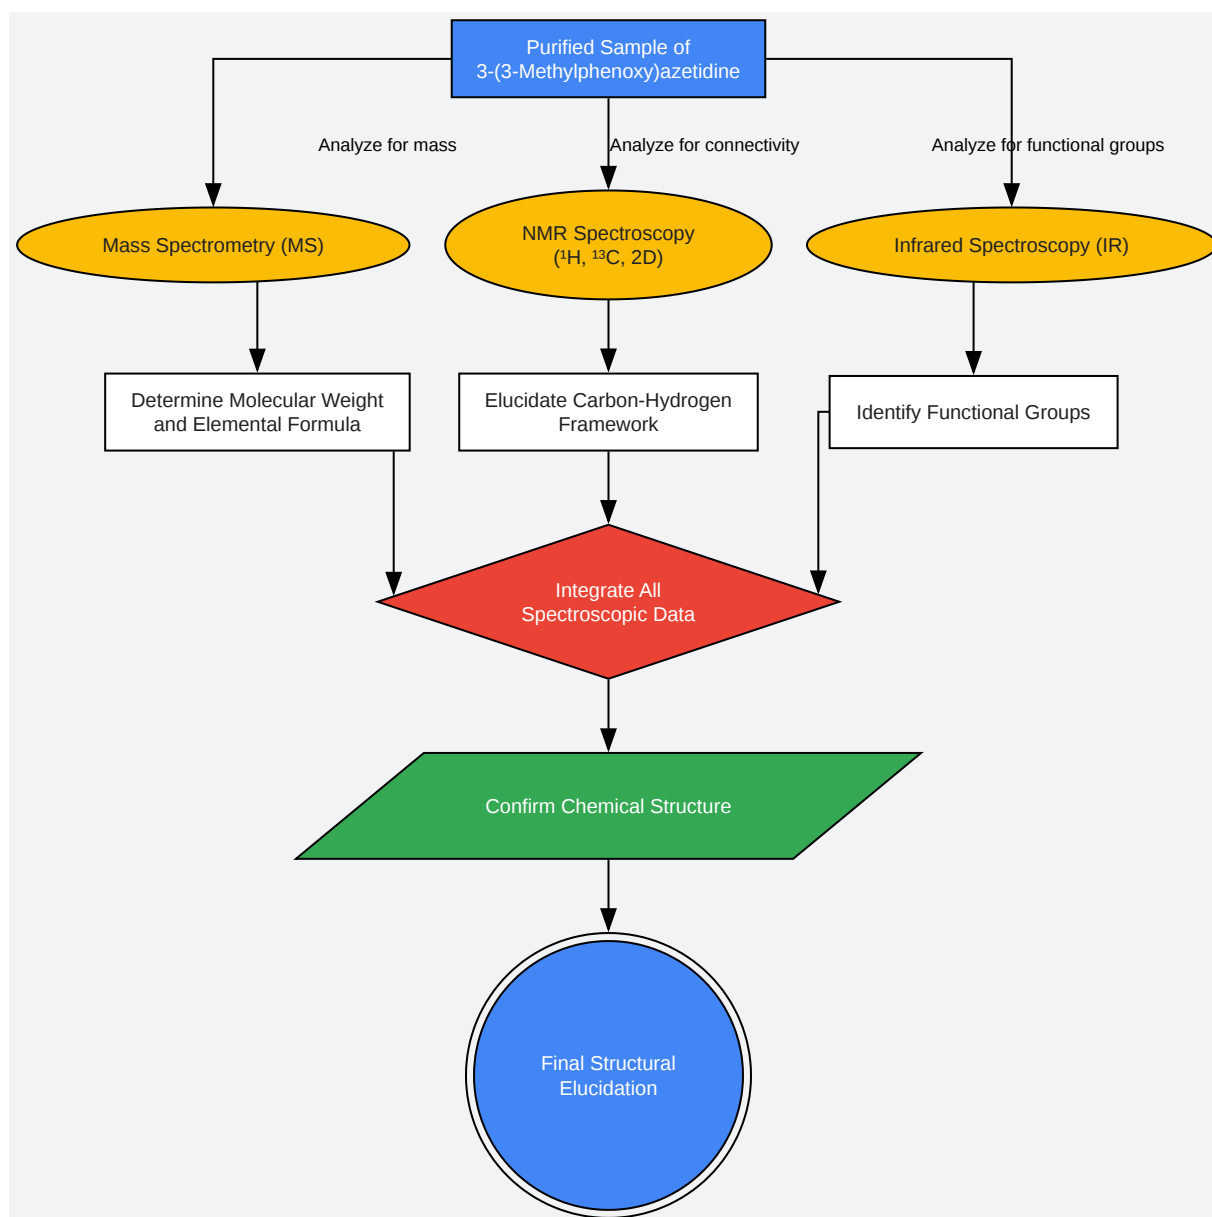 Purified Sample of
3-(3-Methylphenoxy)azetidine
Analyze for mass
Analyze for connectivity
Analyze for functional groups
Mass Spectrometry (MS)
NMR Spectroscopy
(¹H, ¹³C, 2D)
Infrared Spectroscopy (IR)
Determine Molecular Weight
and Elemental Formula
Elucidate Carbon-Hydrogen
Framework
Identify Functional Groups
Integrate All
Spectroscopic Data
Confirm Chemical Structure
Final Structural
Elucidation